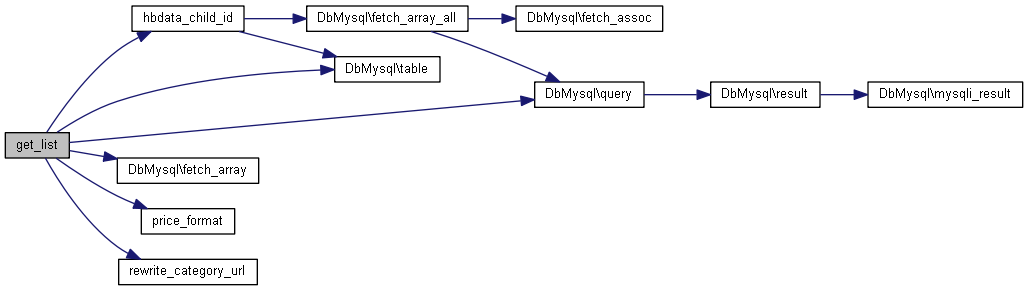 hbdata_child_id
DbMysql\fetch_array_all
DbMysql\fetch_assoc
DbMysql\table
DbMysql\query
DbMysql\result
DbMysql\mysqli_result
get_list
DbMysql\fetch_array
price_format
rewrite_category_url